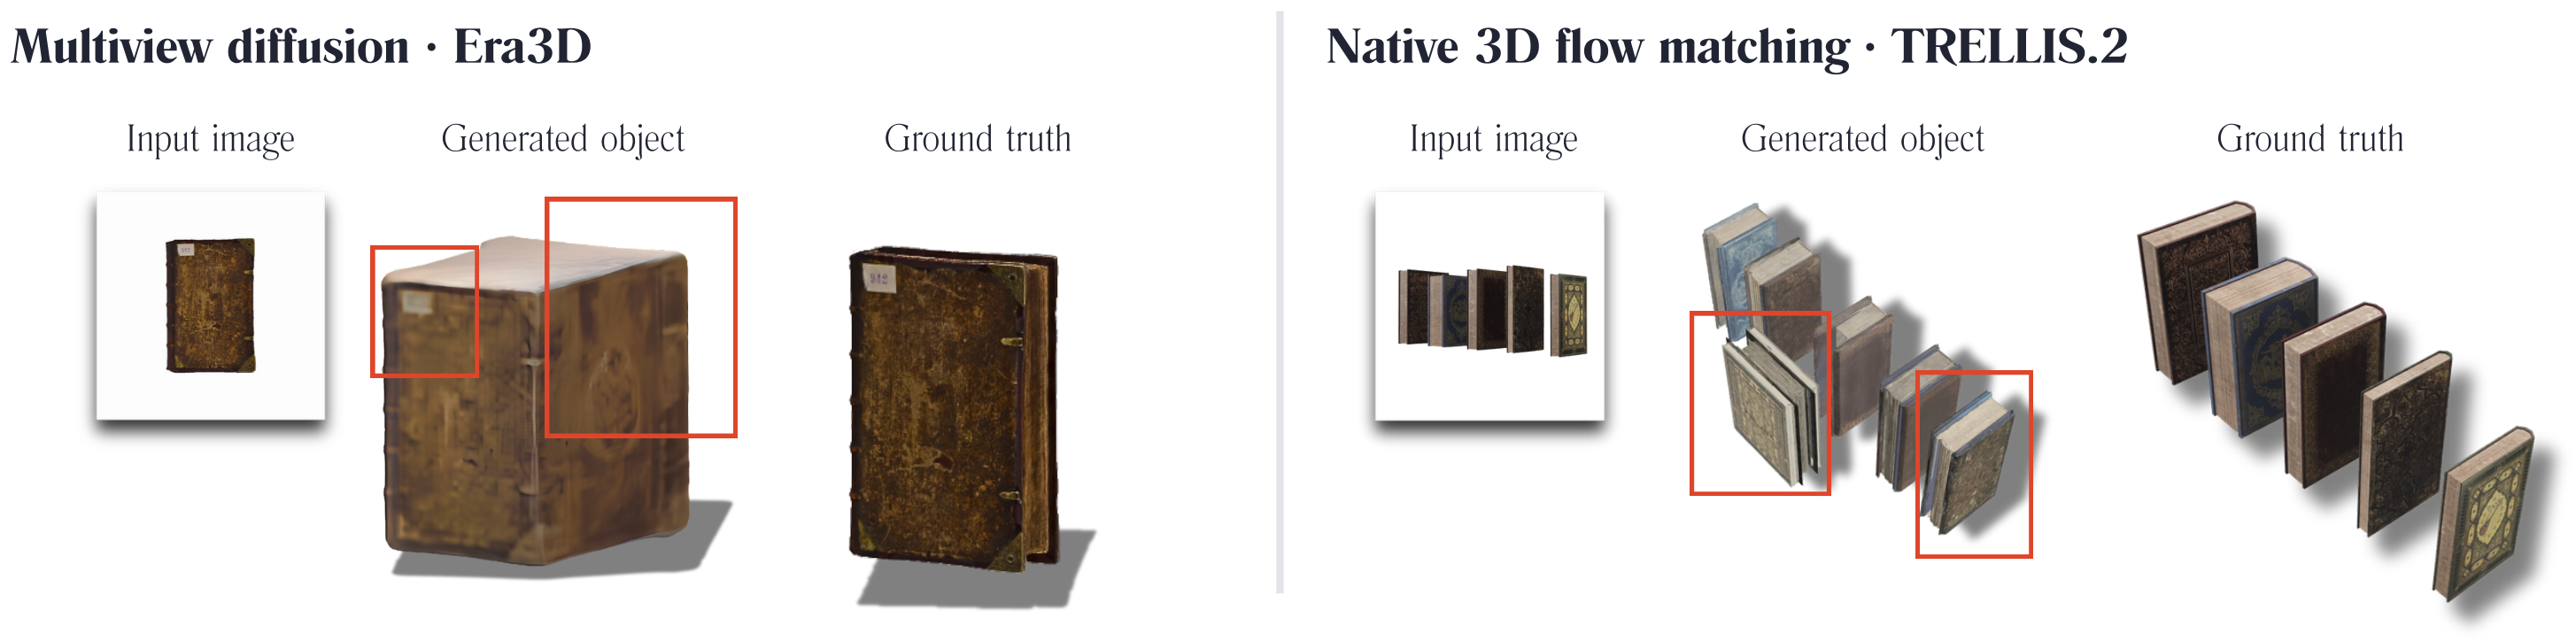 Multiview diffusion · Era3D
Input image
Generated object
Ground truth
Native 3D flow matching · TRELLIS.2
Input image
Generated object
Ground truth